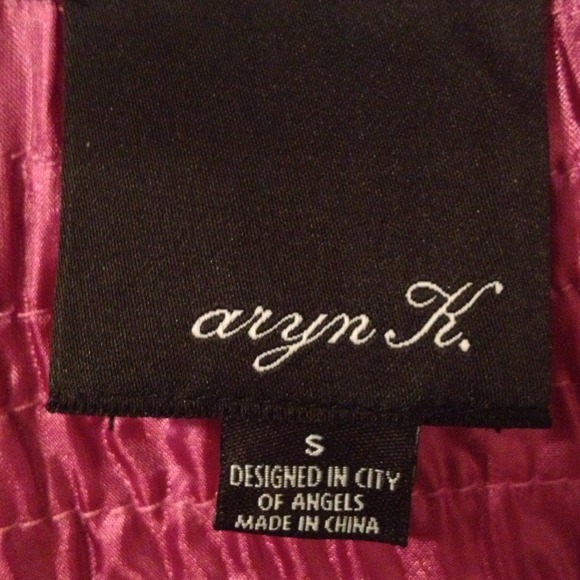 aryn K.
S
DESIGNED IN CITY
OF ANGELS
MADE IN CHINA